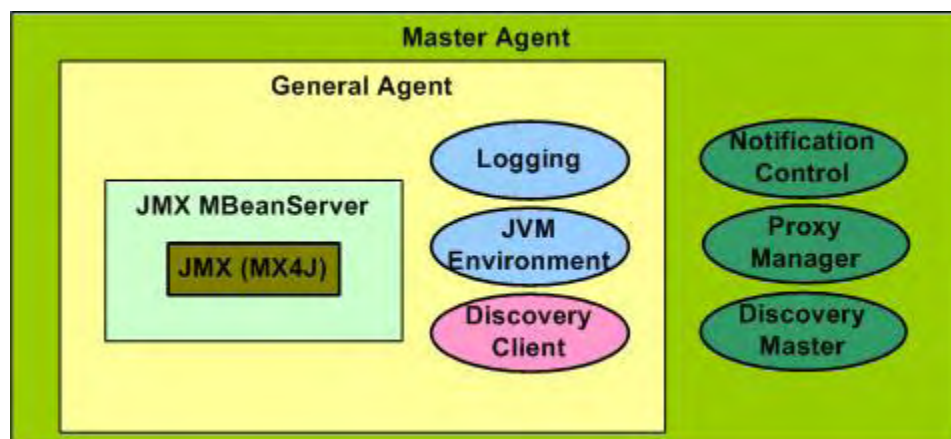 Master Agent
General Agent
JMX MBeanServer
JMX (MX4J)
Logging
JVM
Environment
Discovery
Client
Notification
Control
Proxy
Manager
Discovery
Master